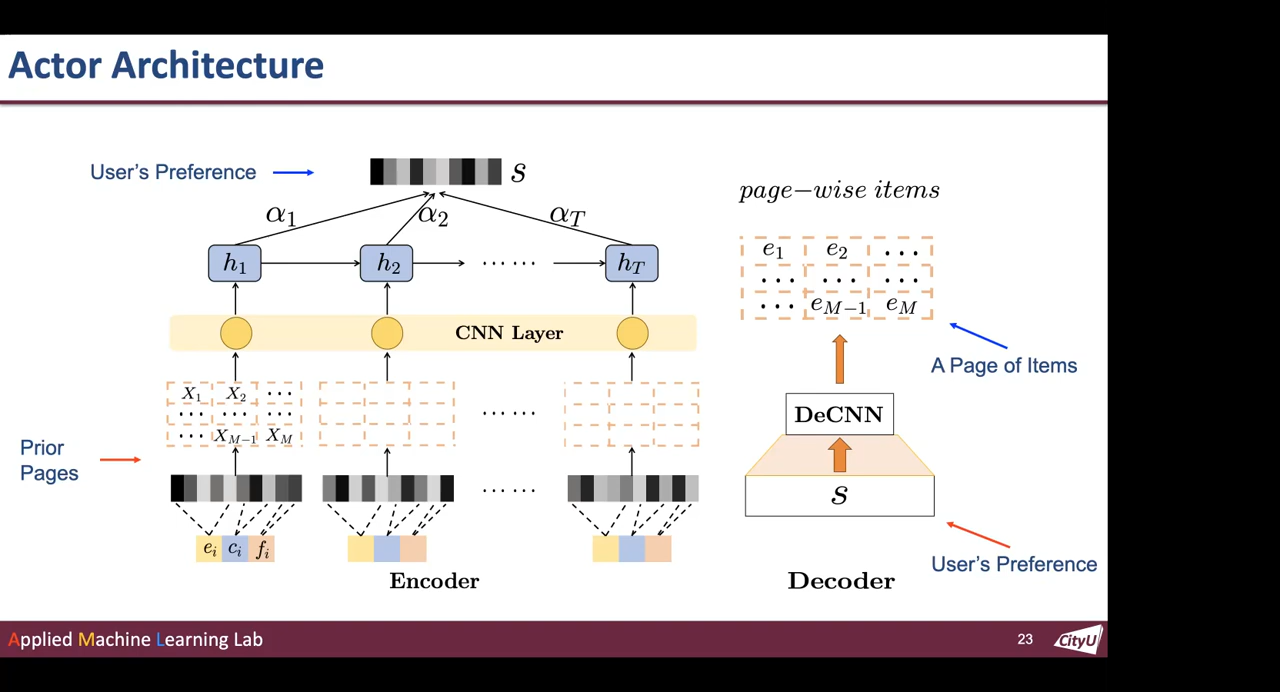 Actor Architecture
User's Preference
s
α1
α2
αT
h1
h2
······
hT
CNN Layer
X1 X2 ···
··· ··· ···
··· XM−1 XM
······
Prior
Pages
······
ei ci fi
Encoder
page−wise items
e1 e2 ···
··· ··· ···
··· eM−1 eM
A Page of Items
DeCNN
s
User's Preference
Decoder
Applied Machine Learning Lab
23
CityU